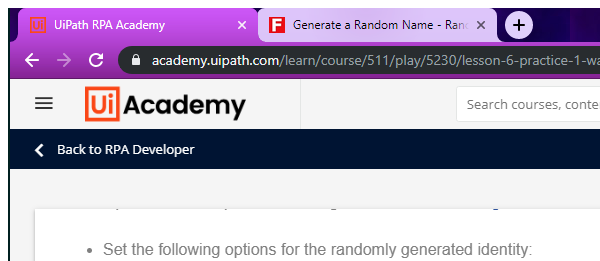 Ui UiPath RPA Academy
F Generate a Random Name - Ran
academy.uipath.com/learn/course/511/play/5230/lesson-6-practice-1-wa
Ui Academy
Search courses, conte
Back to RPA Developer
• Set the following options for the randomly generated identity: